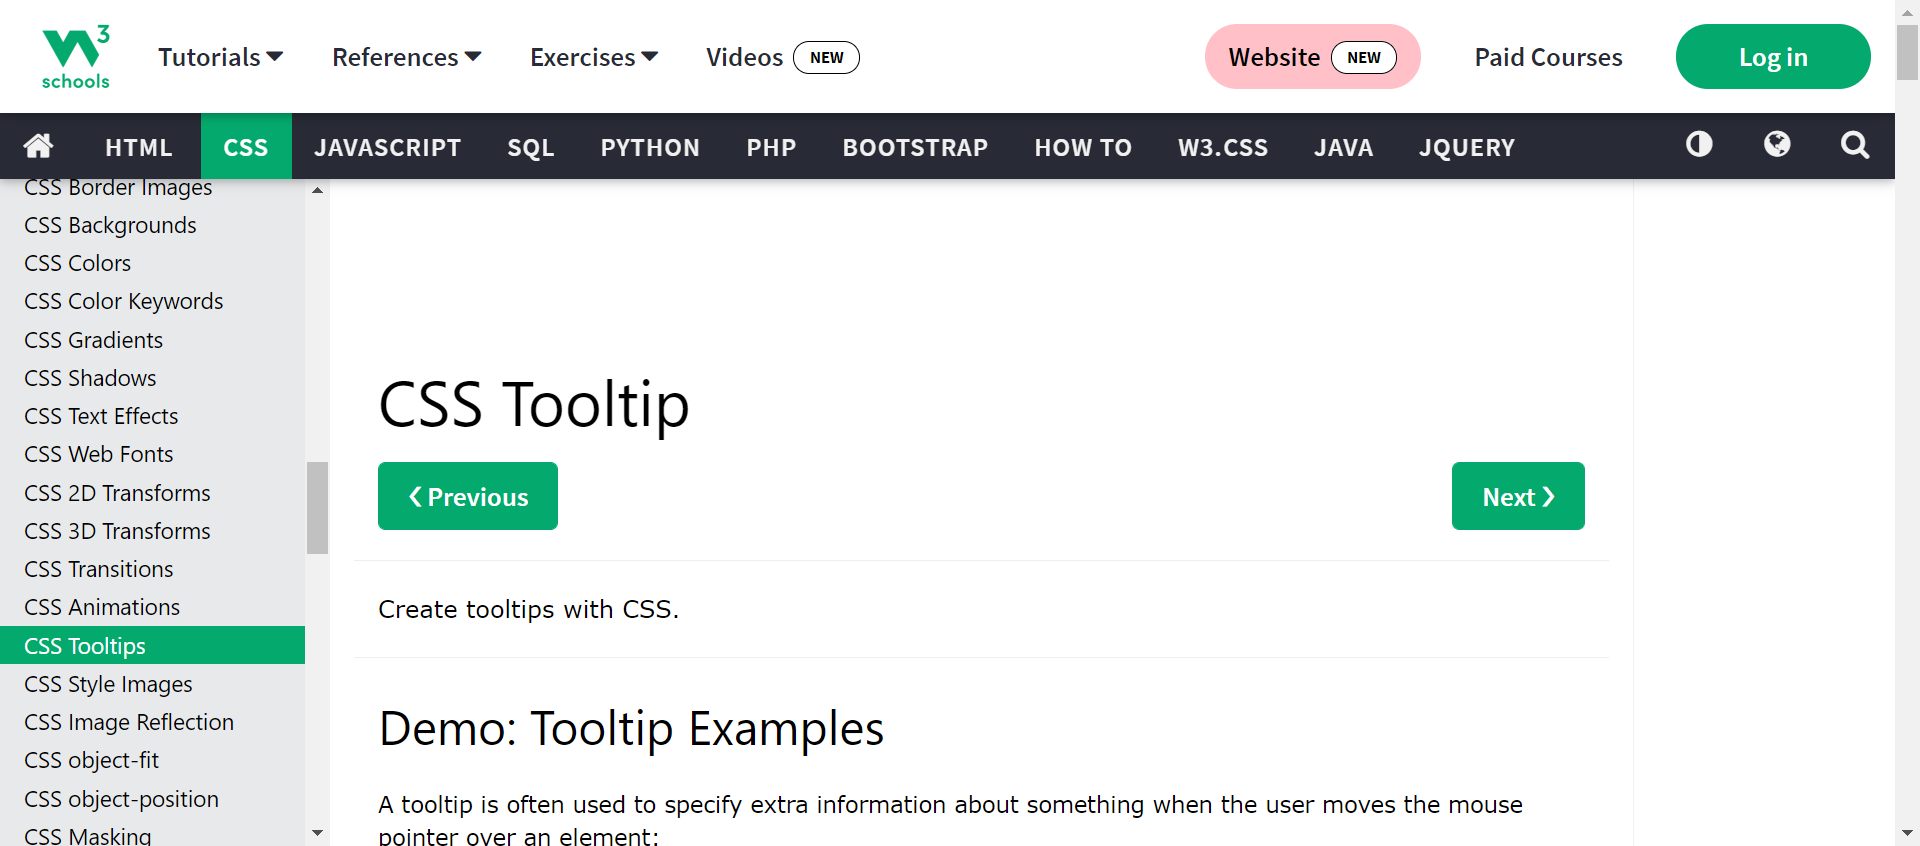 3
schools
Tutorials
References
Exercises
Videos NEW
Website NEW
Paid Courses
Log in
HTML
CSS
JAVASCRIPT
SQL
PYTHON
PHP
BOOTSTRAP
HOW TO
W3.CSS
JAVA
JQUERY
CSS Border Images
CSS Backgrounds
CSS Colors
CSS Color Keywords
CSS Gradients
CSS Shadows
CSS Text Effects
CSS Web Fonts
CSS 2D Transforms
CSS 3D Transforms
CSS Transitions
CSS Animations
CSS Tooltips
CSS Style Images
CSS Image Reflection
CSS object-fit
CSS object-position
CSS Masking
CSS Tooltip
❮ Previous
Next ❯
Create tooltips with CSS.
Demo: Tooltip Examples
A tooltip is often used to specify extra information about something when the user moves the mouse
pointer over an element: